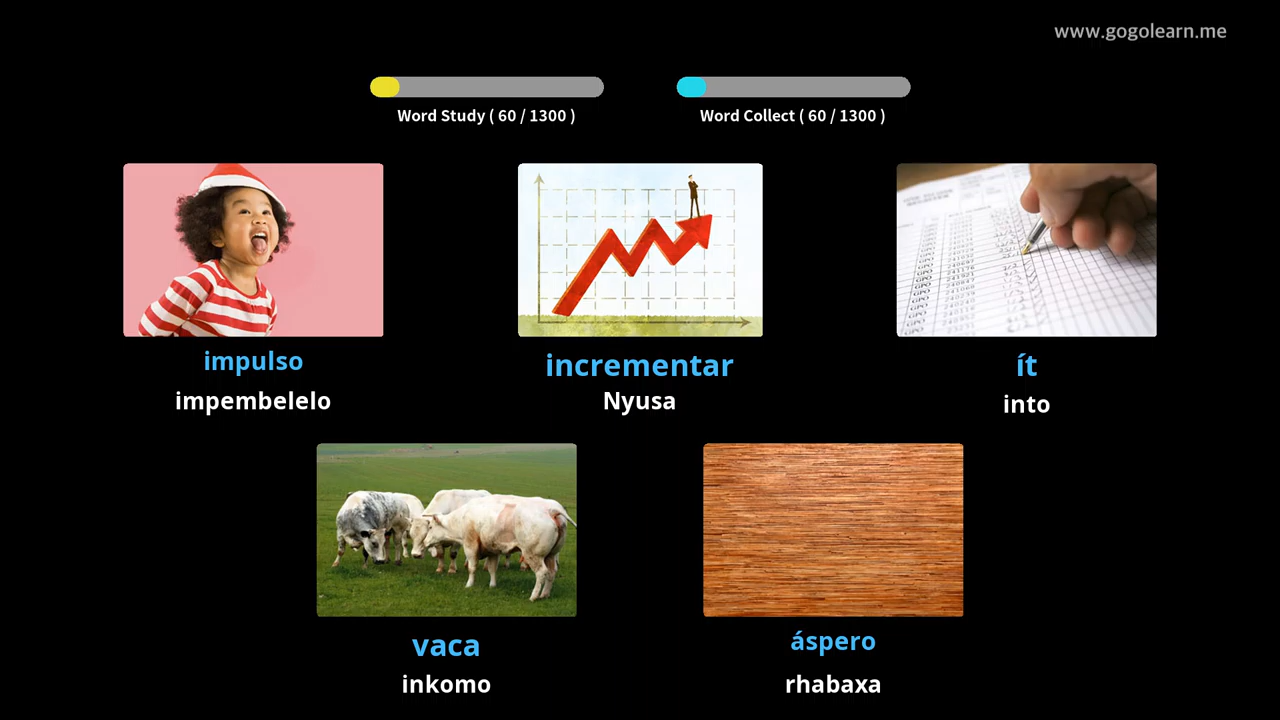 www.gogolearn.me
Word Study ( 60 / 1300 )
Word Collect ( 60 / 1300 )
impulso
impembelelo
incrementar
Nyusa
ít
into
vaca
inkomo
áspero
rhabaxa